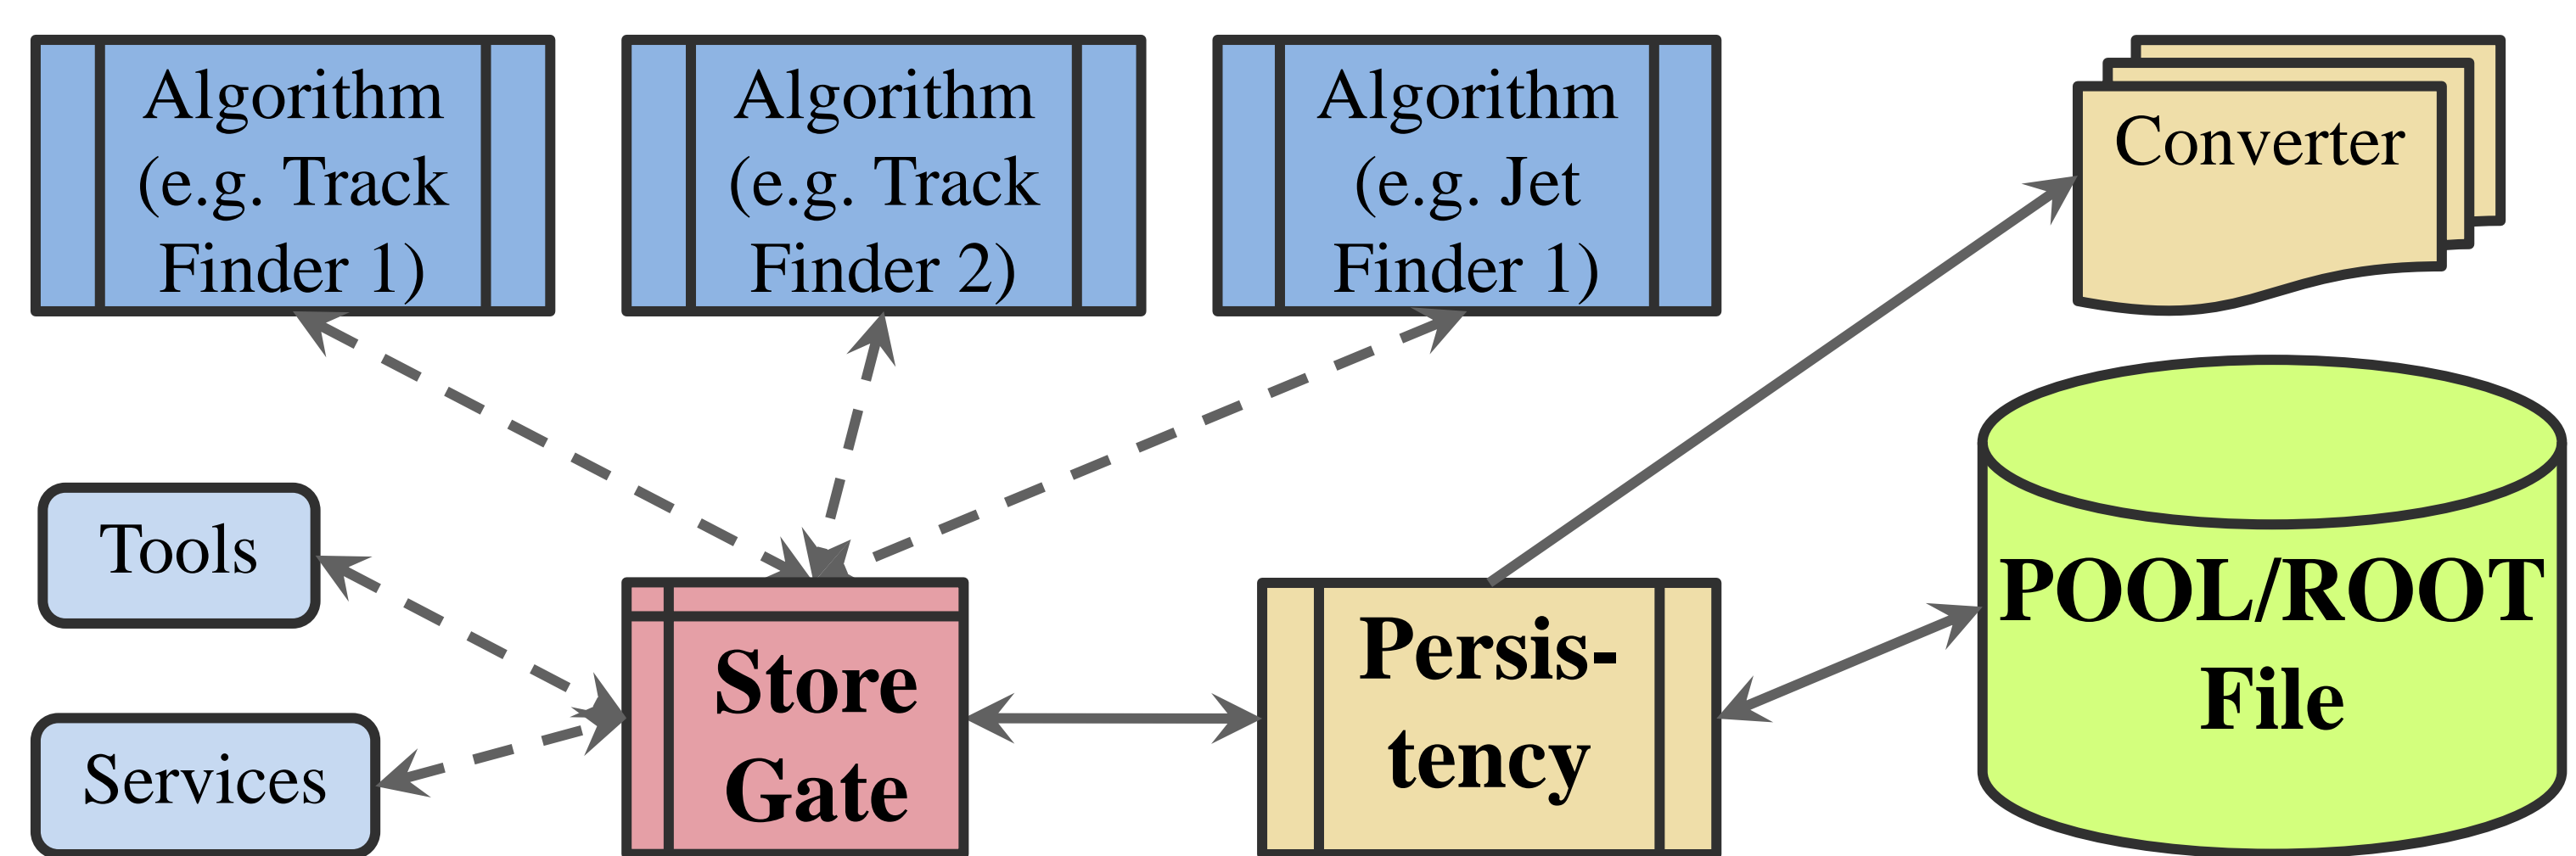 Algorithm
(e.g. Track
Finder 1)
Algorithm
(e.g. Track
Finder 2)
Algorithm
(e.g. Jet
Finder 1)
Converter
Tools
Services
Store
Gate
Persis-
tency
POOL/ROOT
File